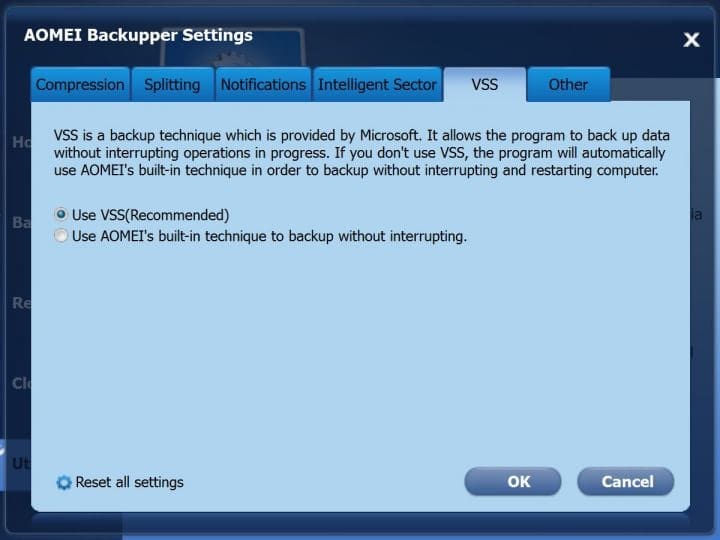 AOMEI Backupper Settings
X
Compression Splitting Notifications Intelligent Sector VSS Other
VSS is a backup technique which is provided by Microsoft. It allows the program to back up data
without interrupting operations in progress. If you don't use VSS, the program will automatically
use AOMEI's built-in technique in order to backup without interrupting and restarting computer.
Use VSS(Recommended)
Use AOMEI's built-in technique to backup without interrupting.
Reset all settings
OK Cancel